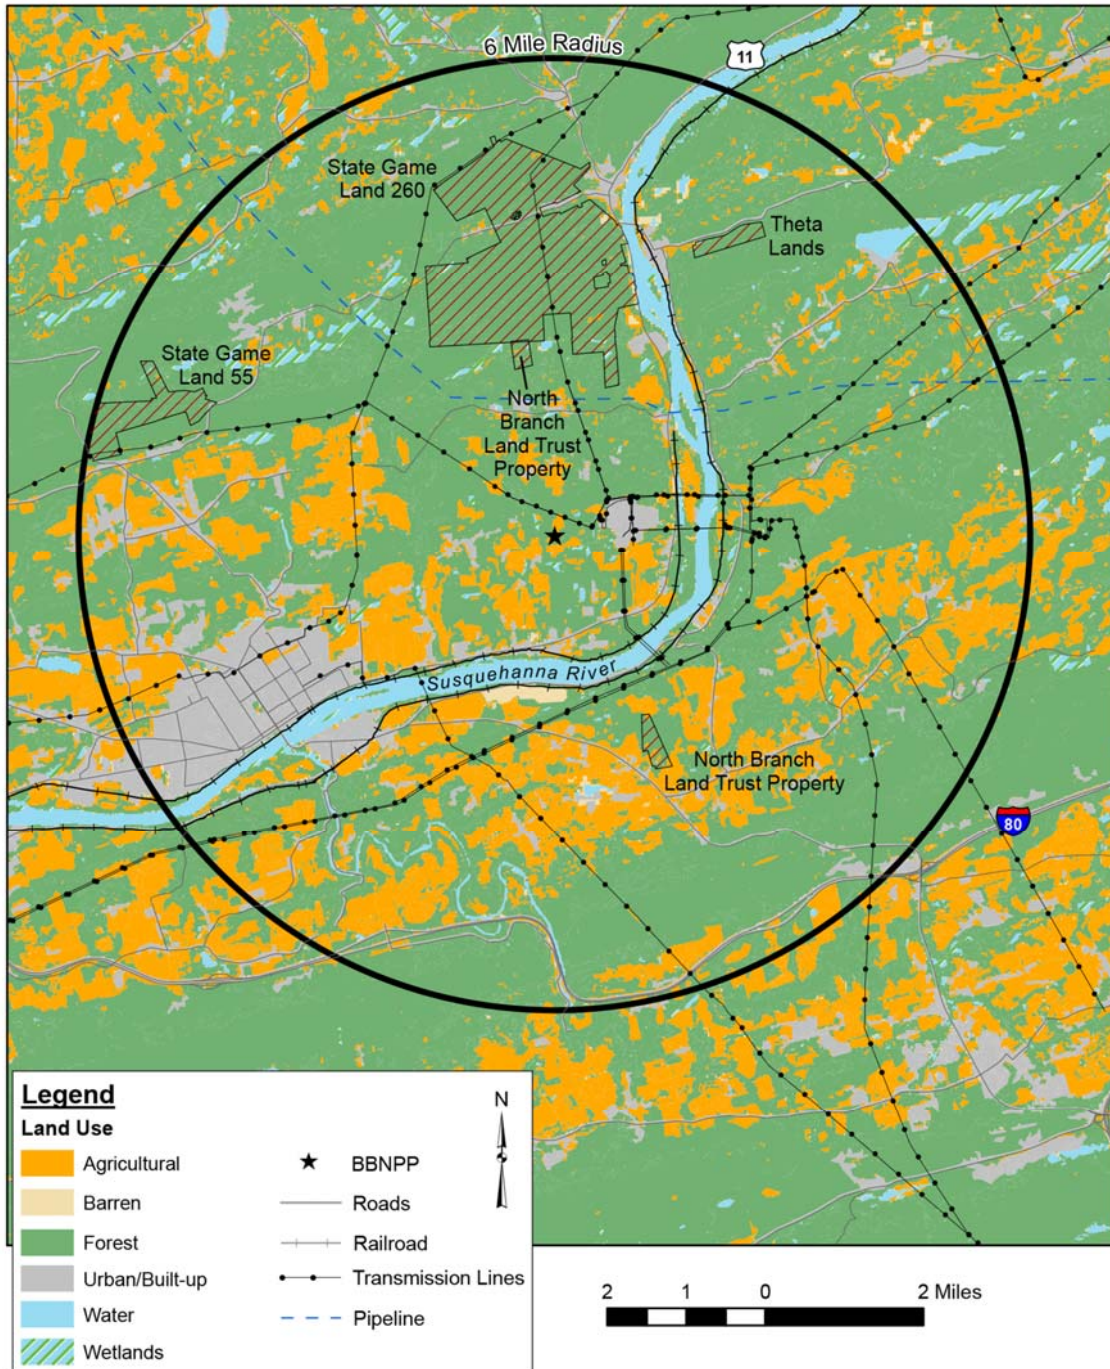 6 Mile Radius
11
State Game
Land 260
Theta
Lands
State Game
Land 55
North
Branch
Land Trust
Property
Susquehanna River
North Branch
Land Trust Property
80
Legend
Land Use
Agricultural
Barren
Forest
Urban/Built-up
Water
Wetlands
N
BBNPP
Roads
Railroad
Transmission Lines
Pipeline
2 1 0 2 Miles